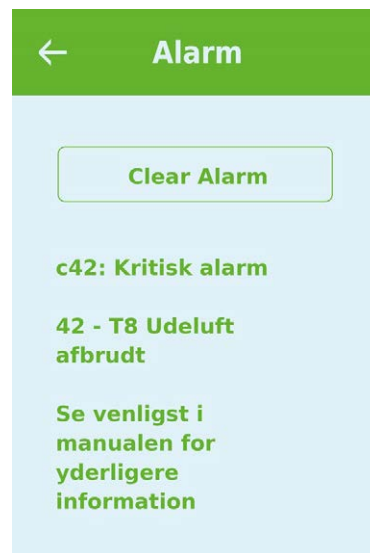 Alarm
Clear Alarm
c42: Kritisk alarm
42 - T8 Udeluft
afbrudt
Se venligst i
manualen for
yderligere
information